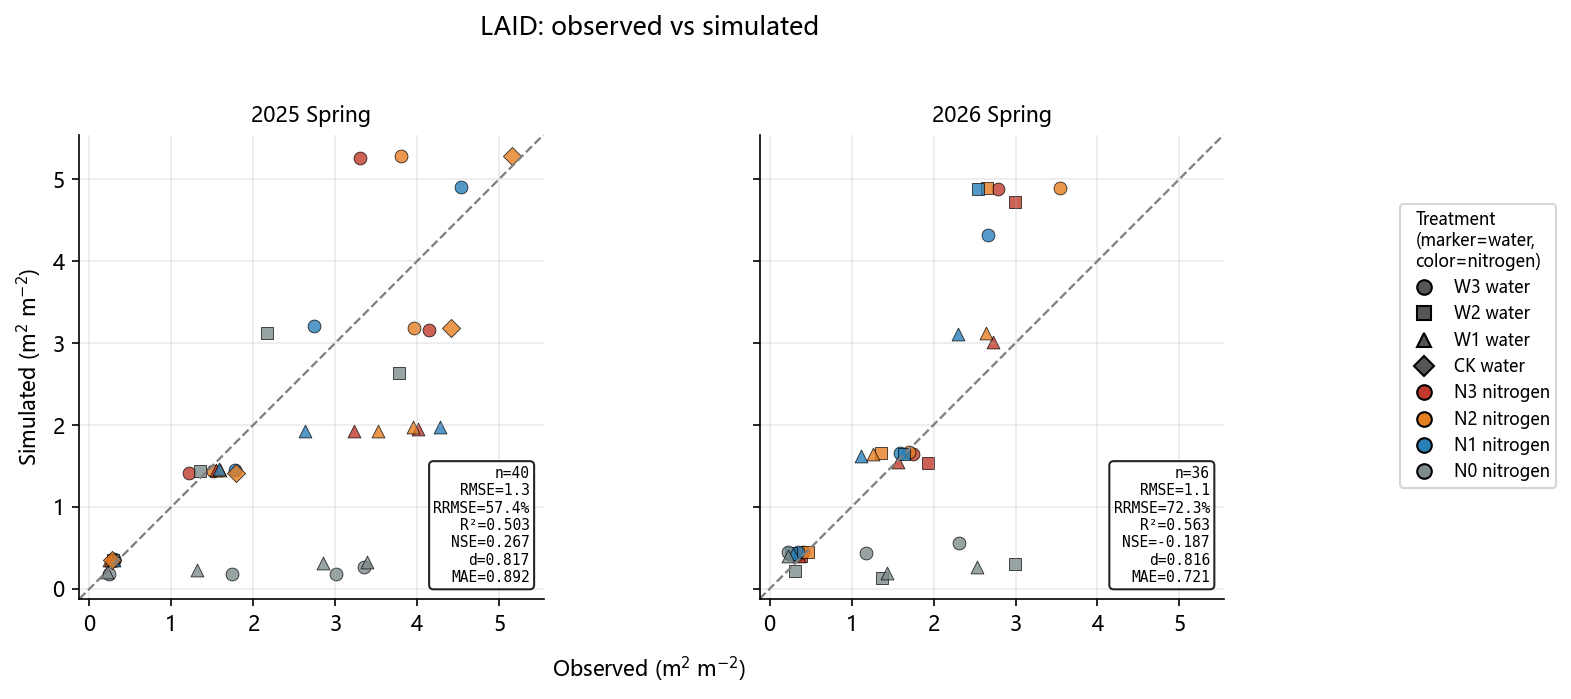 LAID: observed vs simulated
2025 Spring
2026 Spring
Simulated (m² m⁻²)
5
4
3
2
1
0
0 1 2 3 4 5
n=40
RMSE=1.3
RRMSE=57.4%
R²=0.503
NSE=0.267
d=0.817
MAE=0.892
0 1 2 3 4 5
n=36
RMSE=1.1
RRMSE=72.3%
R²=0.563
NSE=-0.187
d=0.816
MAE=0.721
Observed (m² m⁻²)
Treatment
(marker=water,
color=nitrogen)
W3 water
W2 water
W1 water
CK water
N3 nitrogen
N2 nitrogen
N1 nitrogen
N0 nitrogen